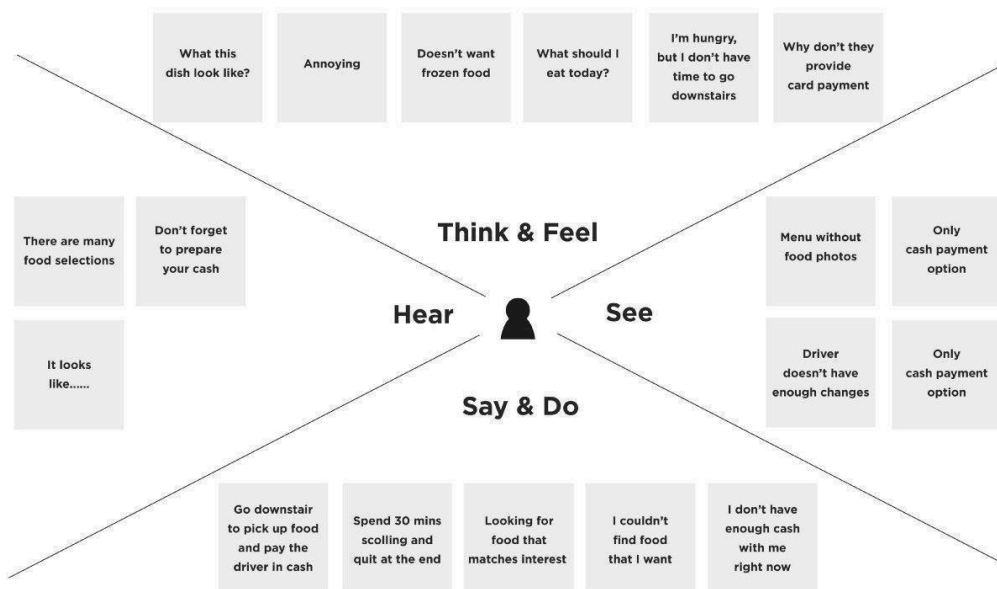 What this
dish look like?
Annoying
Doesn't want
frozen food
What should I
eat today?
I'm hungry,
but I don't have
time to go
downstairs
Why don't they
provide
card payment
Think & Feel
There are many
food selections
Don't forget
to prepare
your cash
It looks
like......
Hear
See
Menu without
food photos
Only
cash payment
option
Driver
doesn't have
enough changes
Only
cash payment
option
Say & Do
Go downstair
to pick up food
and pay the
driver in cash
Spend 30 mins
scolling and
quit at the end
Looking for
food that
matches interest
I couldn't
find food
that I want
I don't have
enough cash
with me
right now